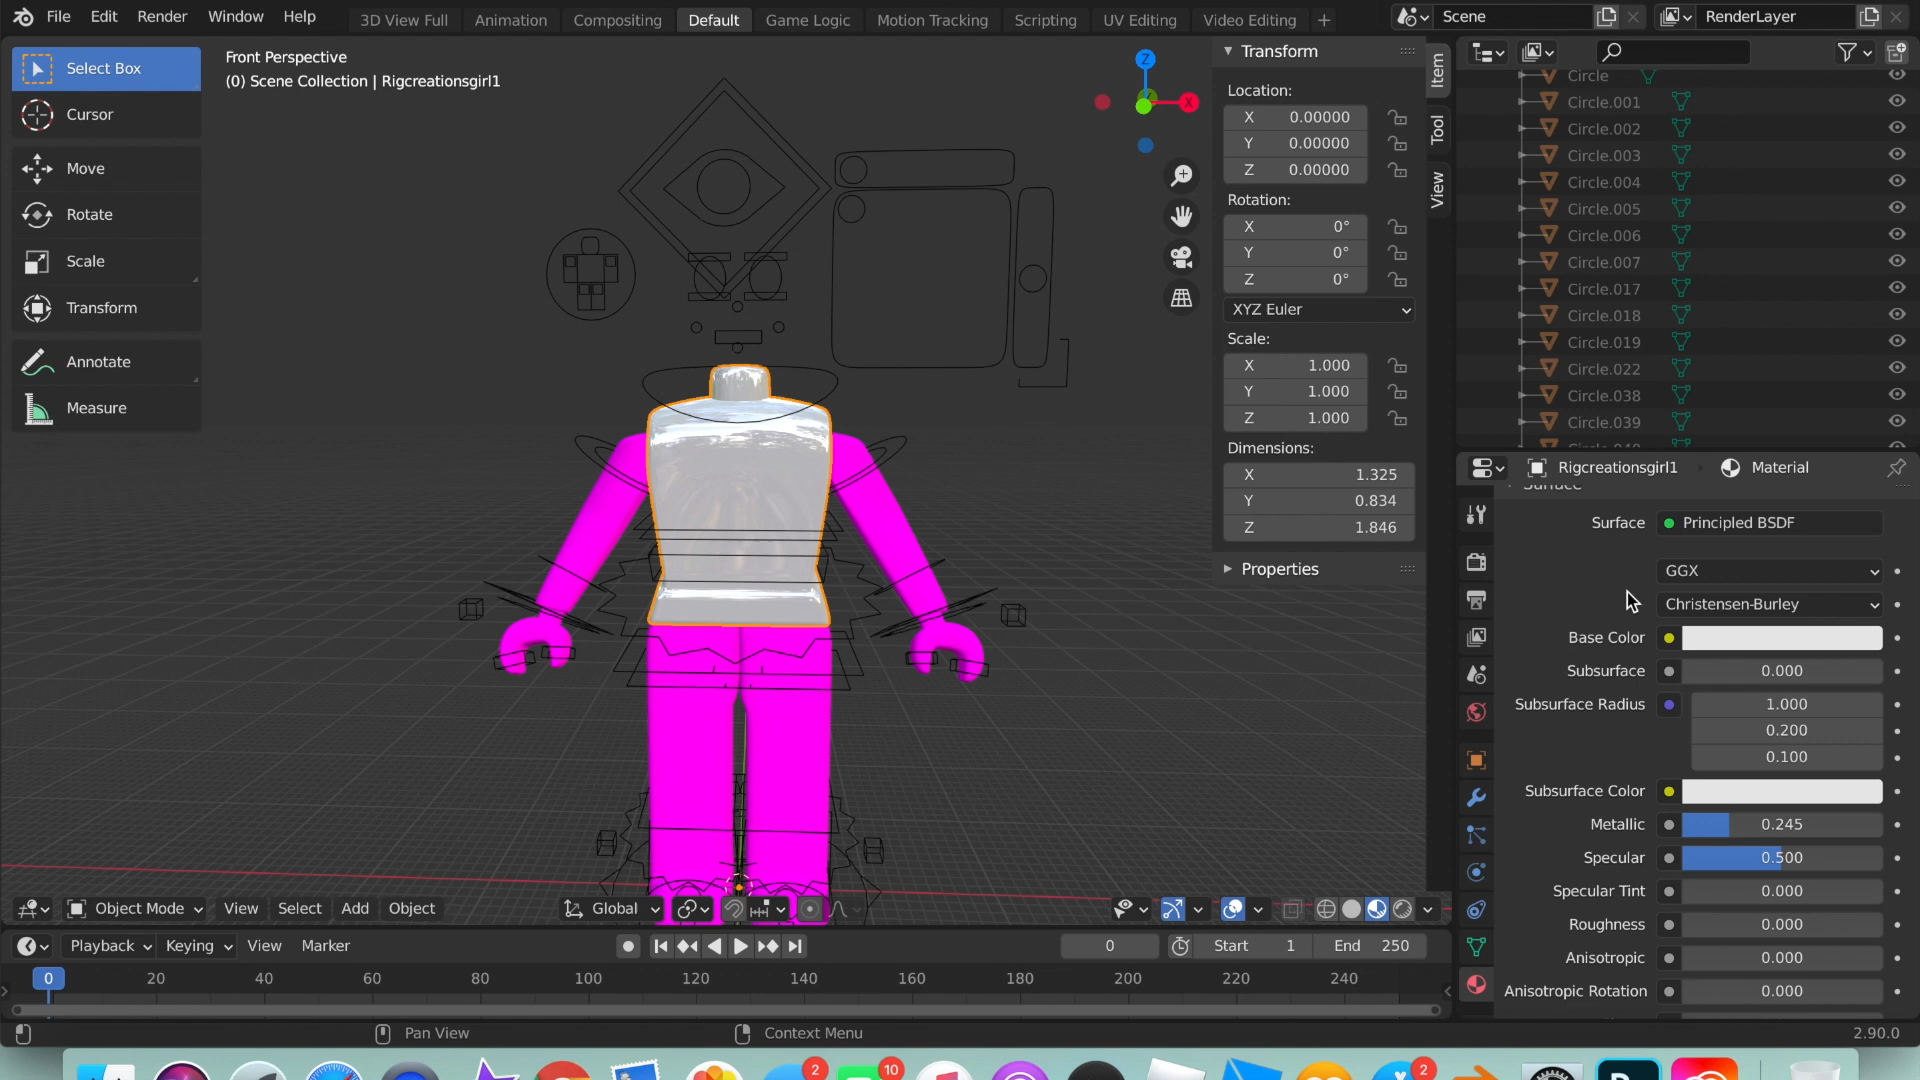 File Edit Render Window Help 3D View Full Animation Compositing Default Game Logic Motion Tracking Scripting UV Editing Video Editing + Scene RenderLayer
Select Box
Cursor
Move
Rotate
Scale
Transform
Annotate
Measure
Front Perspective
(0) Scene Collection | Rigcreationsgirl1
Z
X
Transform
Location:
X 0.00000
Y 0.00000
Z 0.00000
Rotation:
X 0°
Y 0°
Z 0°
XYZ Euler
Scale:
X 1.000
Y 1.000
Z 1.000
Dimensions:
X 1.325
Y 0.834
Z 1.846
Properties
Item
Tool
View
Circle
Circle.001
Circle.002
Circle.003
Circle.004
Circle.005
Circle.006
Circle.007
Circle.017
Circle.018
Circle.019
Circle.022
Circle.038
Circle.039
Rigcreationsgirl1 Material
Surface
Surface Principled BSDF
GGX
Christensen-Burley
Base Color
Subsurface 0.000
Subsurface Radius 1.000
0.200
0.100
Subsurface Color
Metallic 0.245
Specular 0.500
Specular Tint 0.000
Roughness 0.000
Anisotropic 0.000
Anisotropic Rotation 0.000
Object Mode View Select Add Object Global
Playback Keying View Marker 0 Start 1 End 250
0 20 40 60 80 100 120 140 160 180 200 220 240
Pan View Context Menu 2.90.0
2 10 2